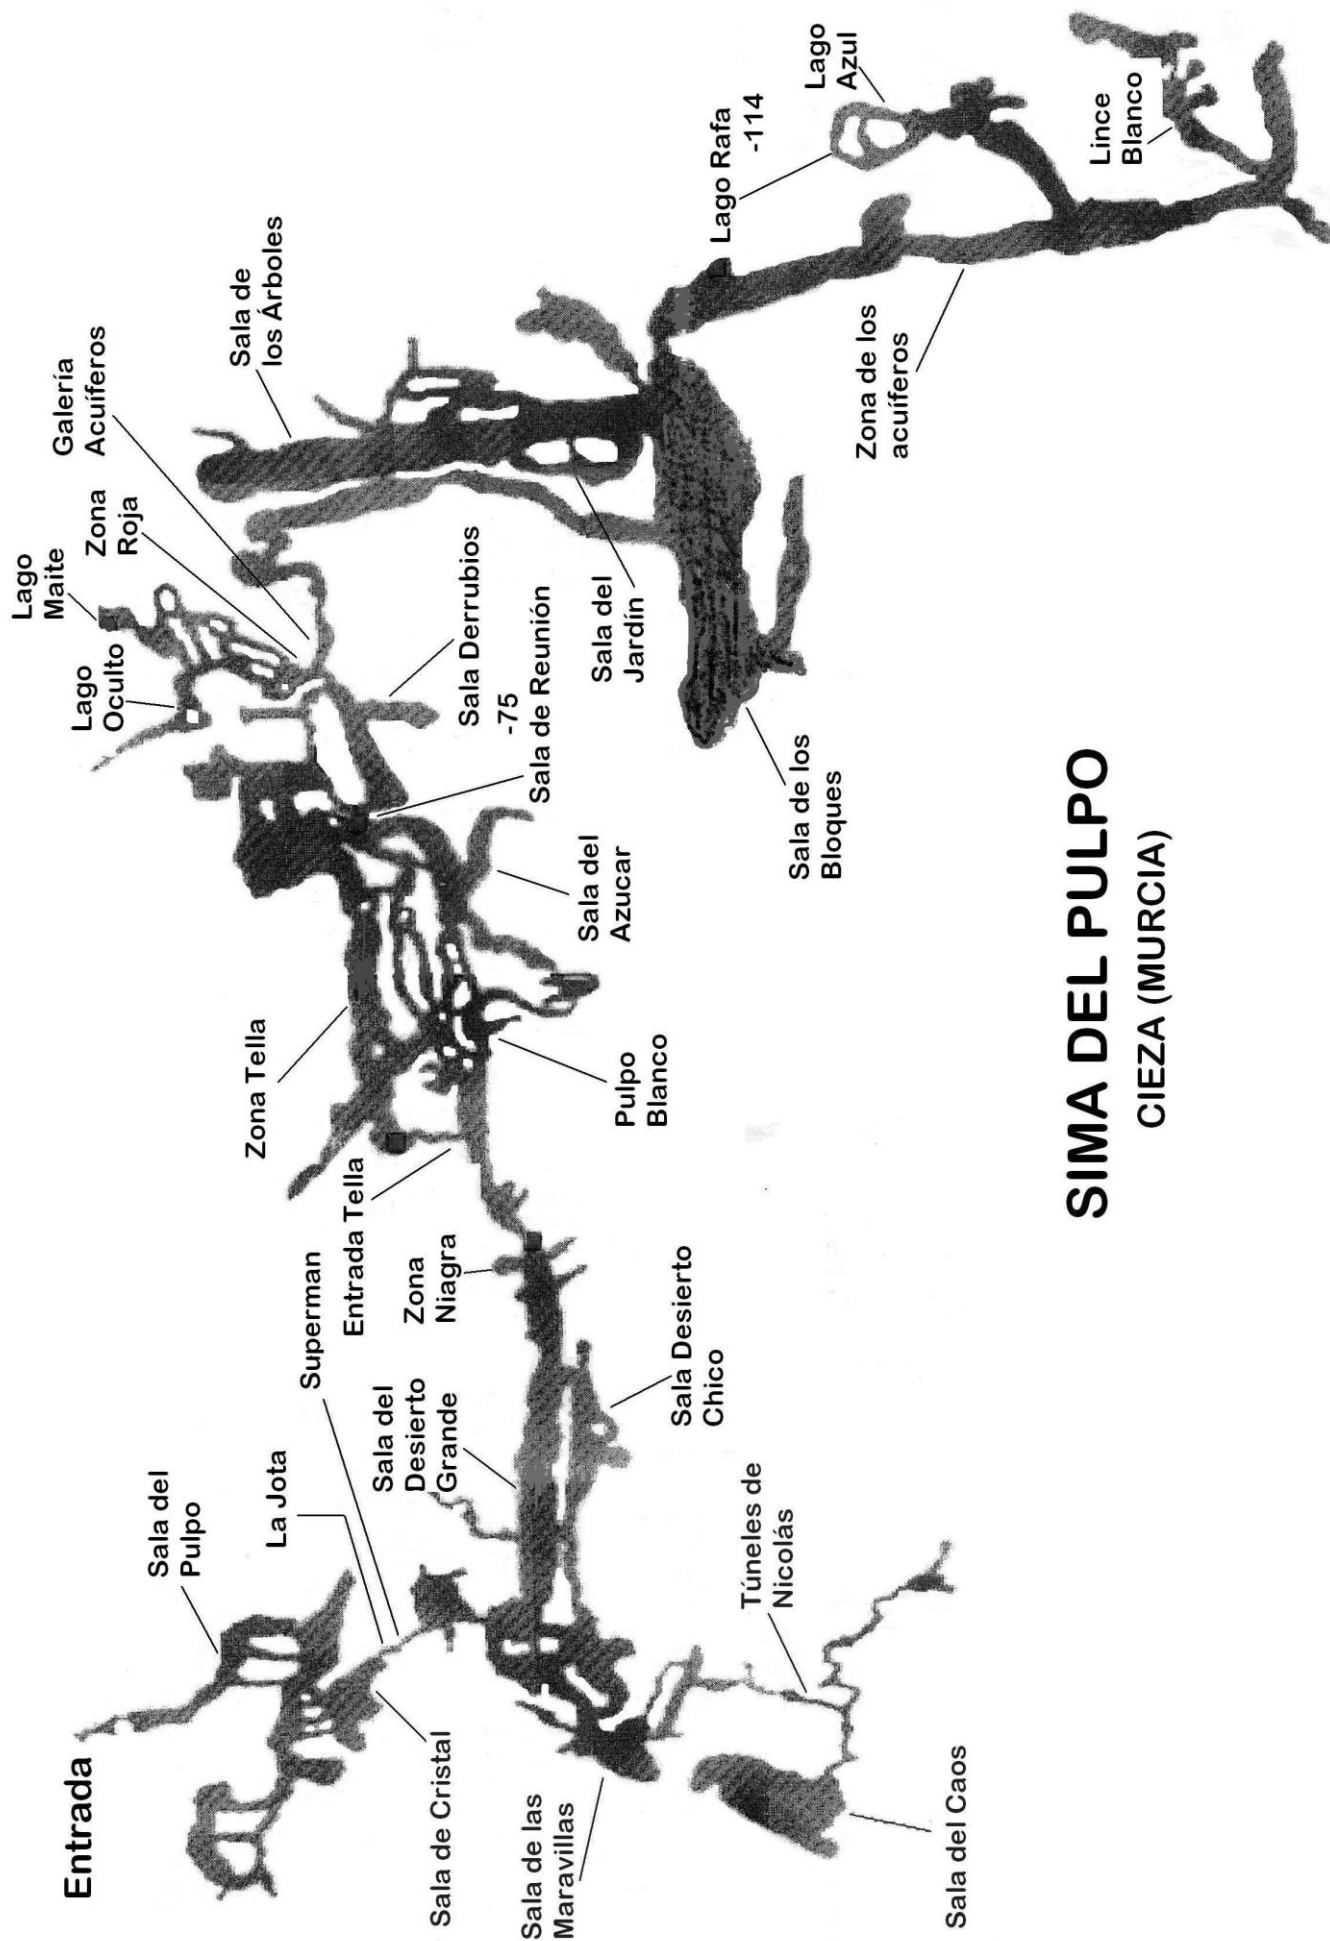 Entrada
Sala del
Pulpo
La Jota
Superman
Sala de Cristal
Sala de las
Maravillas
Sala del Caos
Túneles de
Nicolás
Sala del
Desierto
Grande
Sala Desierto
Chico
Zona
Niagra
Entrada Tella
Zona Tella
Pulpo
Blanco
Sala del
Azucar
Sala de Reunión
-75
Sala Derrubios
Lago
Oculto
Lago
Maite
Zona
Roja
Galería
Acuíferos
Sala de
los Árboles
Sala del
Jardín
Sala de los
Bloques
Lago Rafa
-114
Lago
Azul
Zona de los
acuíferos
Lince
Blanco
SIMA DEL PULPO
CIEZA (MURCIA)